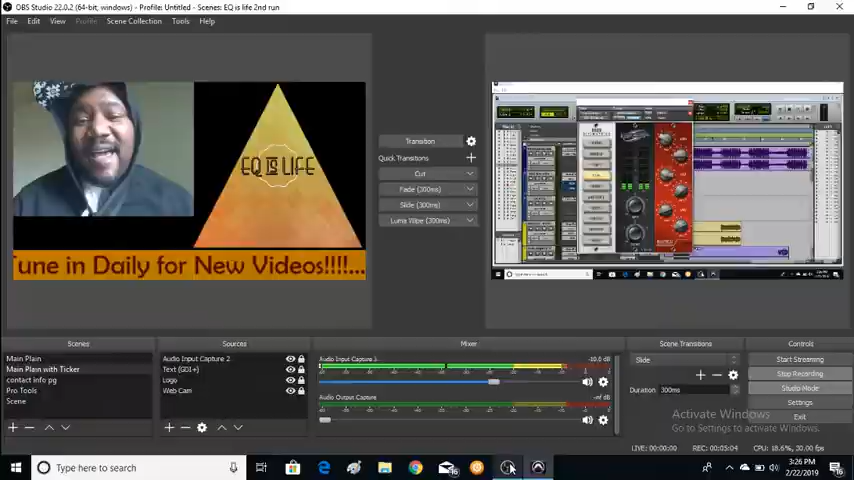 OBS Studio 22.0.2 (64-bit, windows) - Profile: Untitled - Scenes: EQ is life 2nd run
File Edit View Profile Scene Collection Tools Help
EQ IS LIFE
Tune in Daily for New Videos!!!!...
Transition
Quick Transitions
Cut
Fade (300ms)
Slide (300ms)
Luma Wipe (300ms)
Scenes
Main Plain
Main Plain with Ticker
contact info pg
Pro Tools
Scene
Sources
Audio Input Capture 2
Text (GDI+)
Logo
Web Cam
Mixer
Audio Input Capture 2
-10.0 dB
Audio Output Capture
-inf dB
Scene Transitions
Slide
Duration 300ms
Controls
Start Streaming
Stop Recording
Studio Mode
Settings
Exit
Activate Windows
Go to Settings to activate Windows.
LIVE: 00:00:00 REC: 00:05:04 CPU: 18.6%, 30.00 fps
Type here to search
3:26 PM
2/22/2019